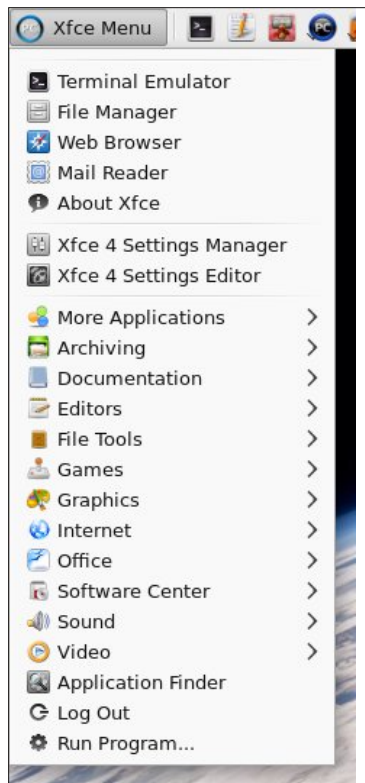 Xfce Menu
Terminal Emulator
File Manager
Web Browser
Mail Reader
About Xfce
Xfce 4 Settings Manager
Xfce 4 Settings Editor
More Applications
Archiving
Documentation
Editors
File Tools
Games
Graphics
Internet
Office
Software Center
Sound
Video
Application Finder
Log Out
Run Program...